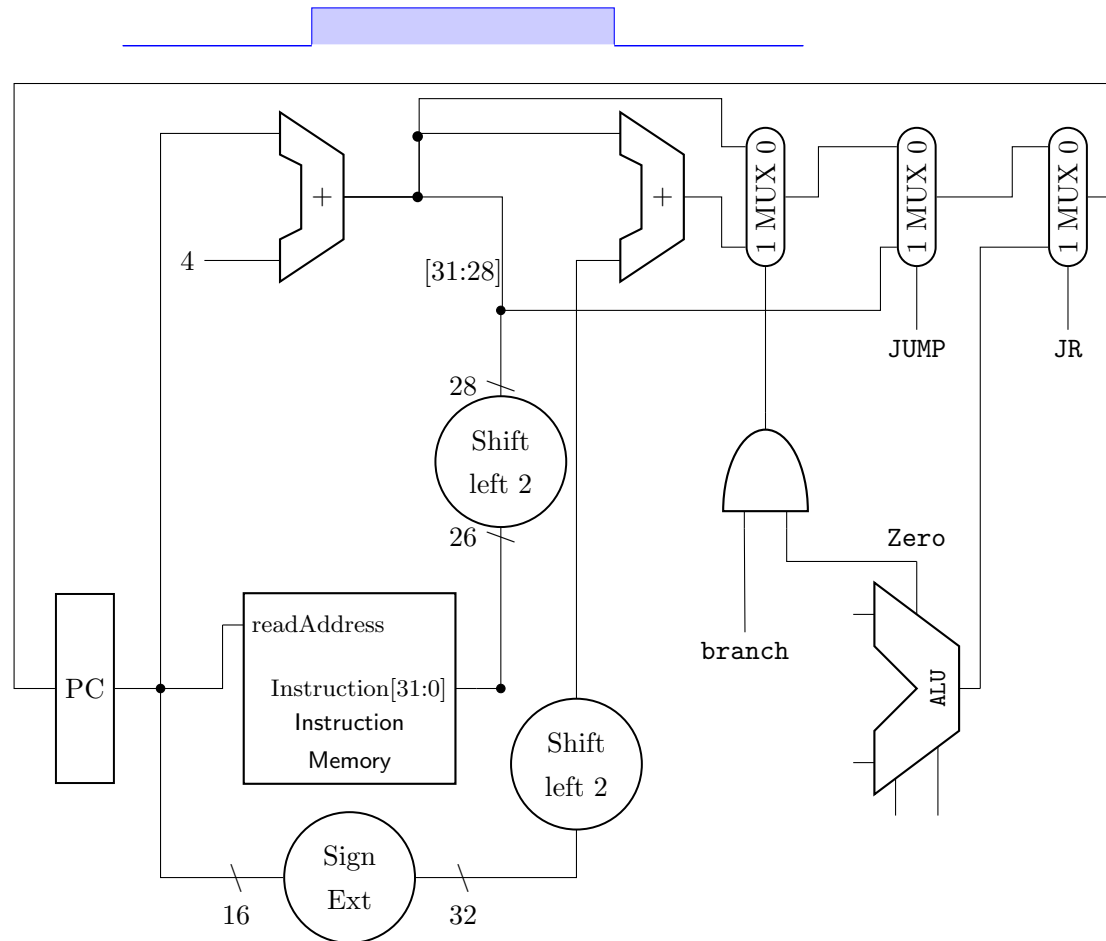 1 MUX 0
1 MUX 0
1 MUX 0
+
+
4
[31:28]
JUMP
JR
28
Shift
left 2
26
Zero
readAddress
branch
PC
Instruction[31:0]
ALU
Instruction
Memory
Shift
left 2
Sign
Ext
16
32